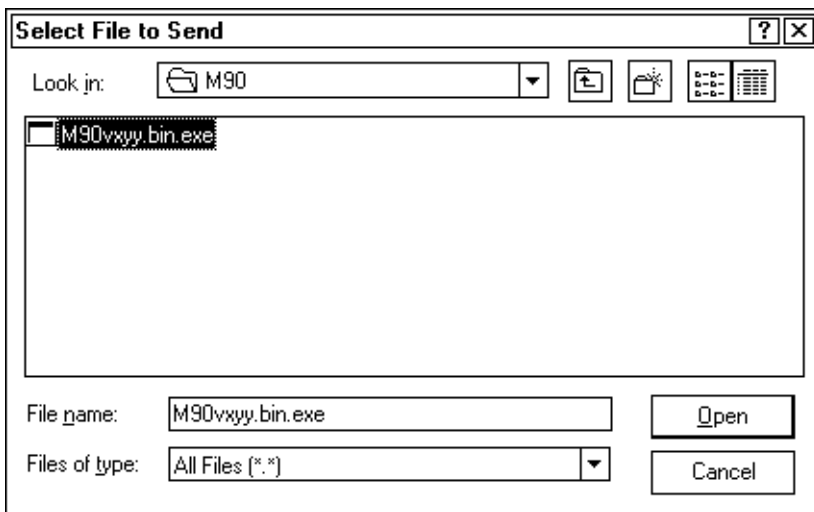 Select File to Send
Look in: M90
M90vxyy.bin.exe
File name: M90vxyy.bin.exe Open
Files of type: All Files (*.*) Cancel